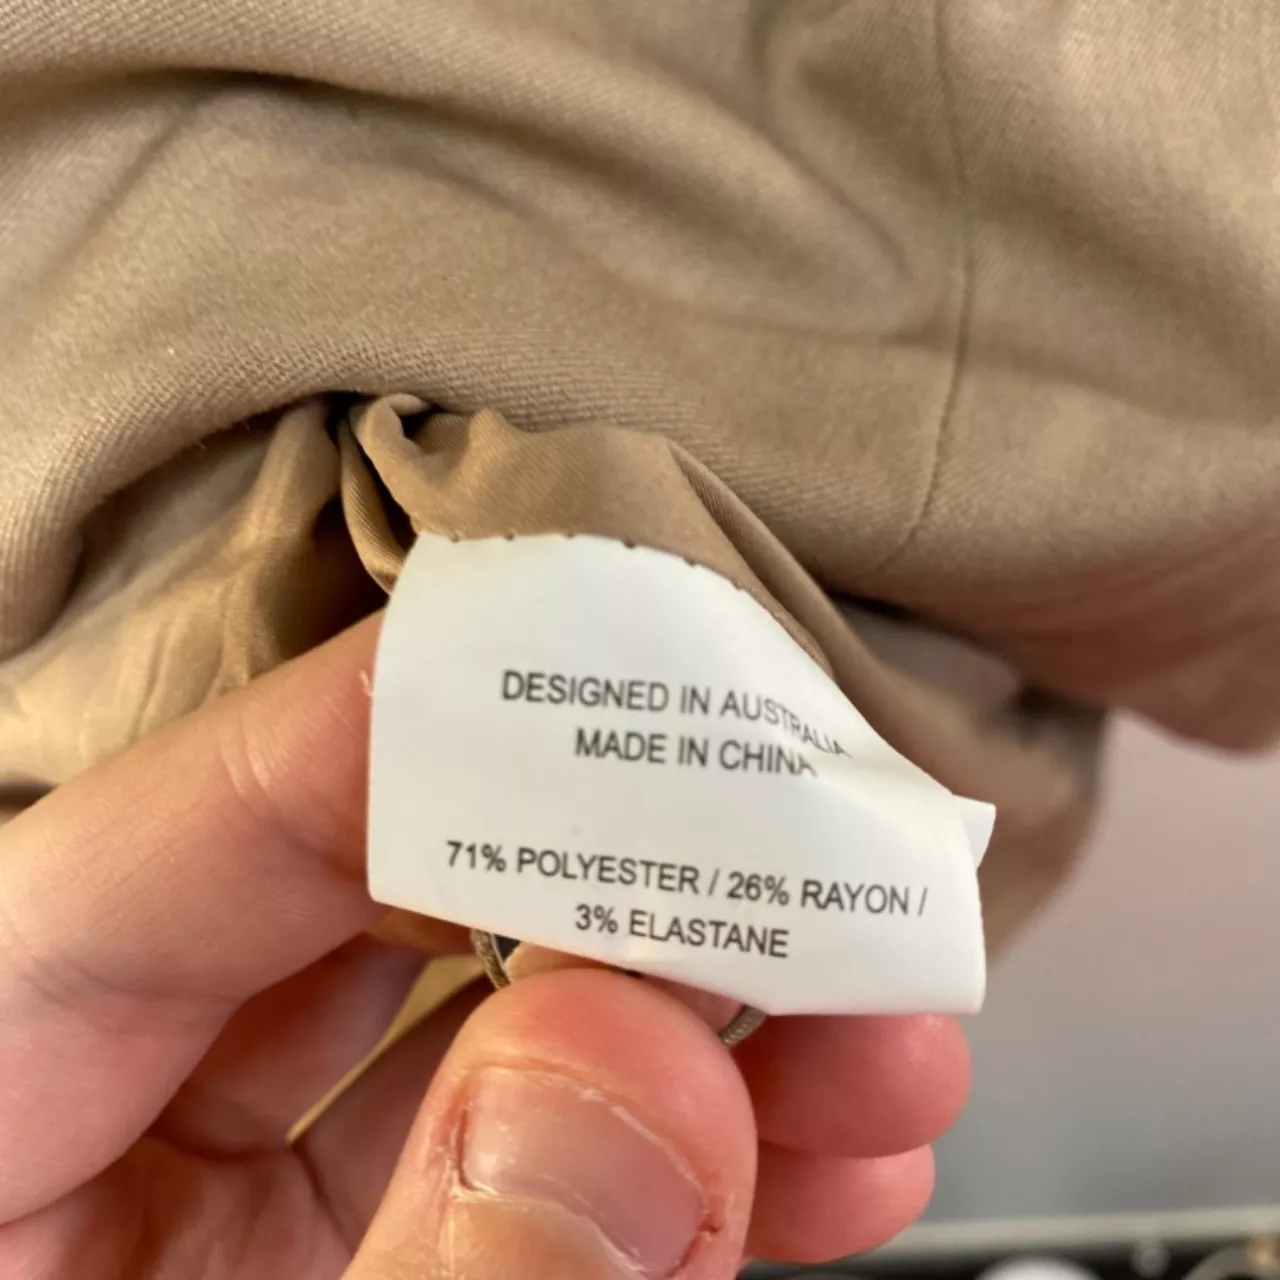 DESIGNED IN AUSTRALIA
MADE IN CHINA
71% POLYESTER / 26% RAYON /
3% ELASTANE